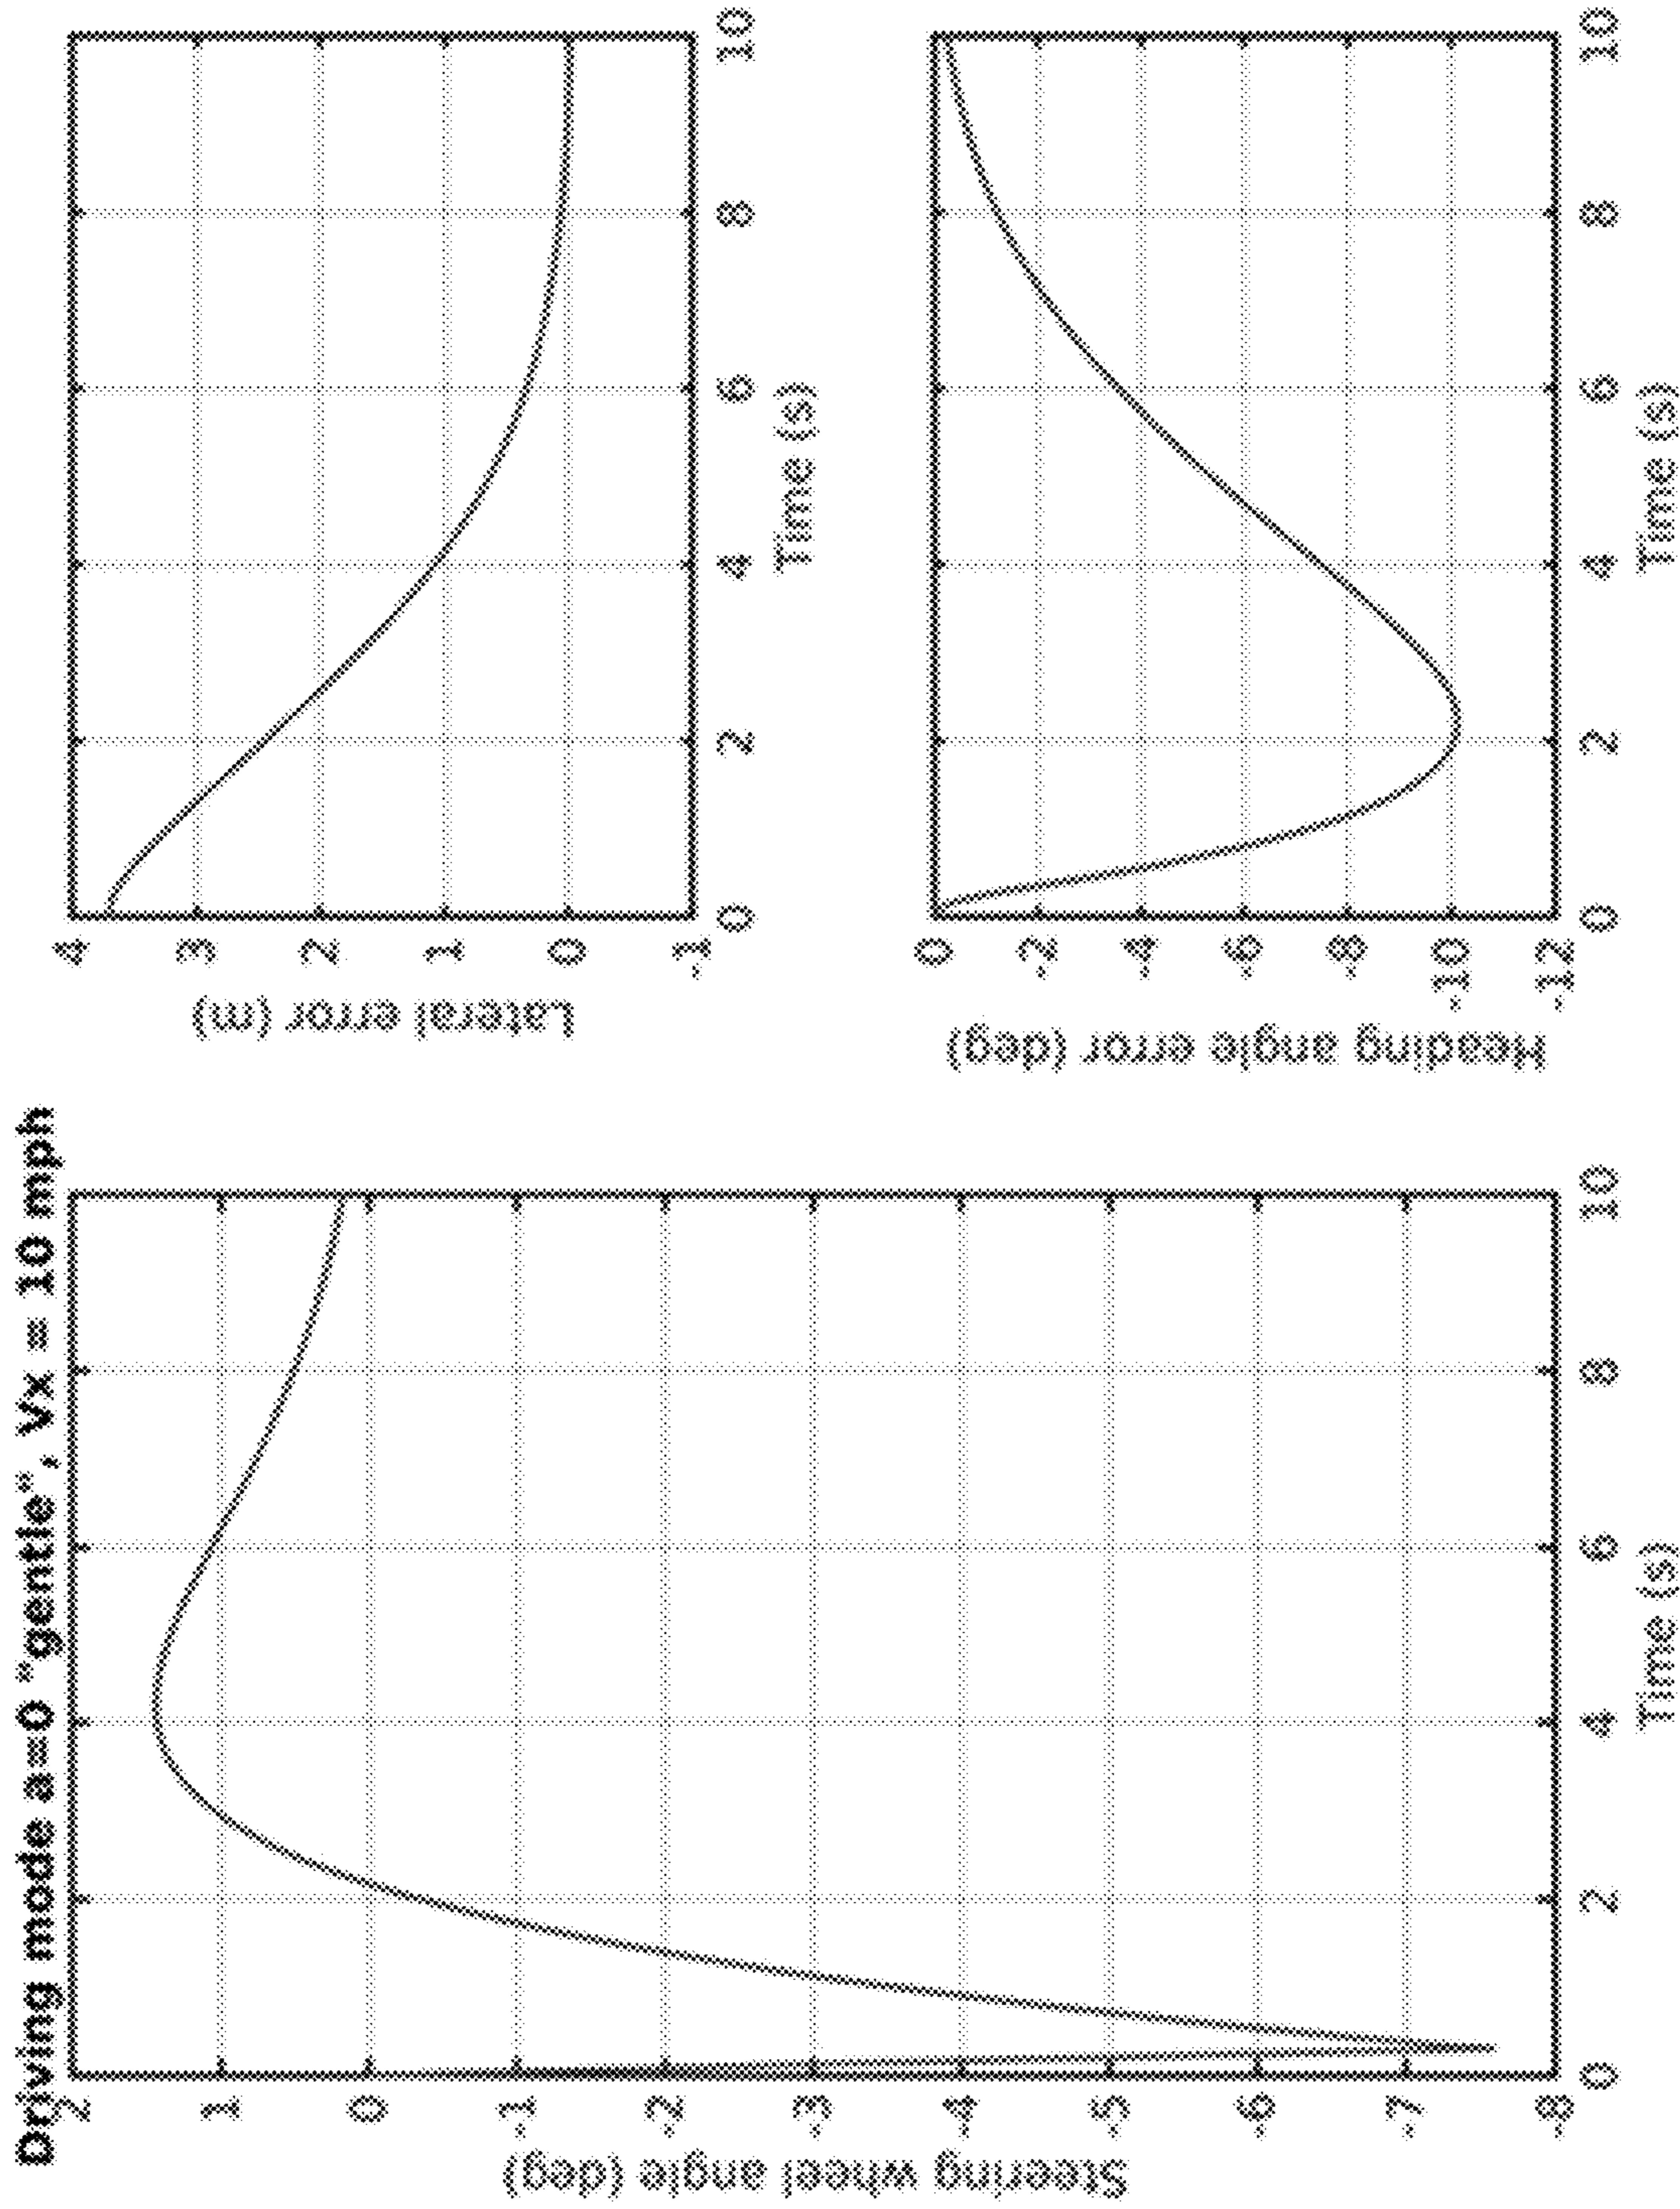 Driving mode a=0 "gentile", Vx = 10 mph
Steering wheel angle (deg)
2
1
0
-1
-2
-3
-4
-5
-6
-7
-8
0 2 4 6 8 10
Time (s)
Lateral error (m)
4
3
2
1
0
-1
0 2 4 6 8 10
Time (s)
Heading angle error (deg)
0
-2
-4
-6
-8
-10
-12
0 2 4 6 8 10
Time (s)